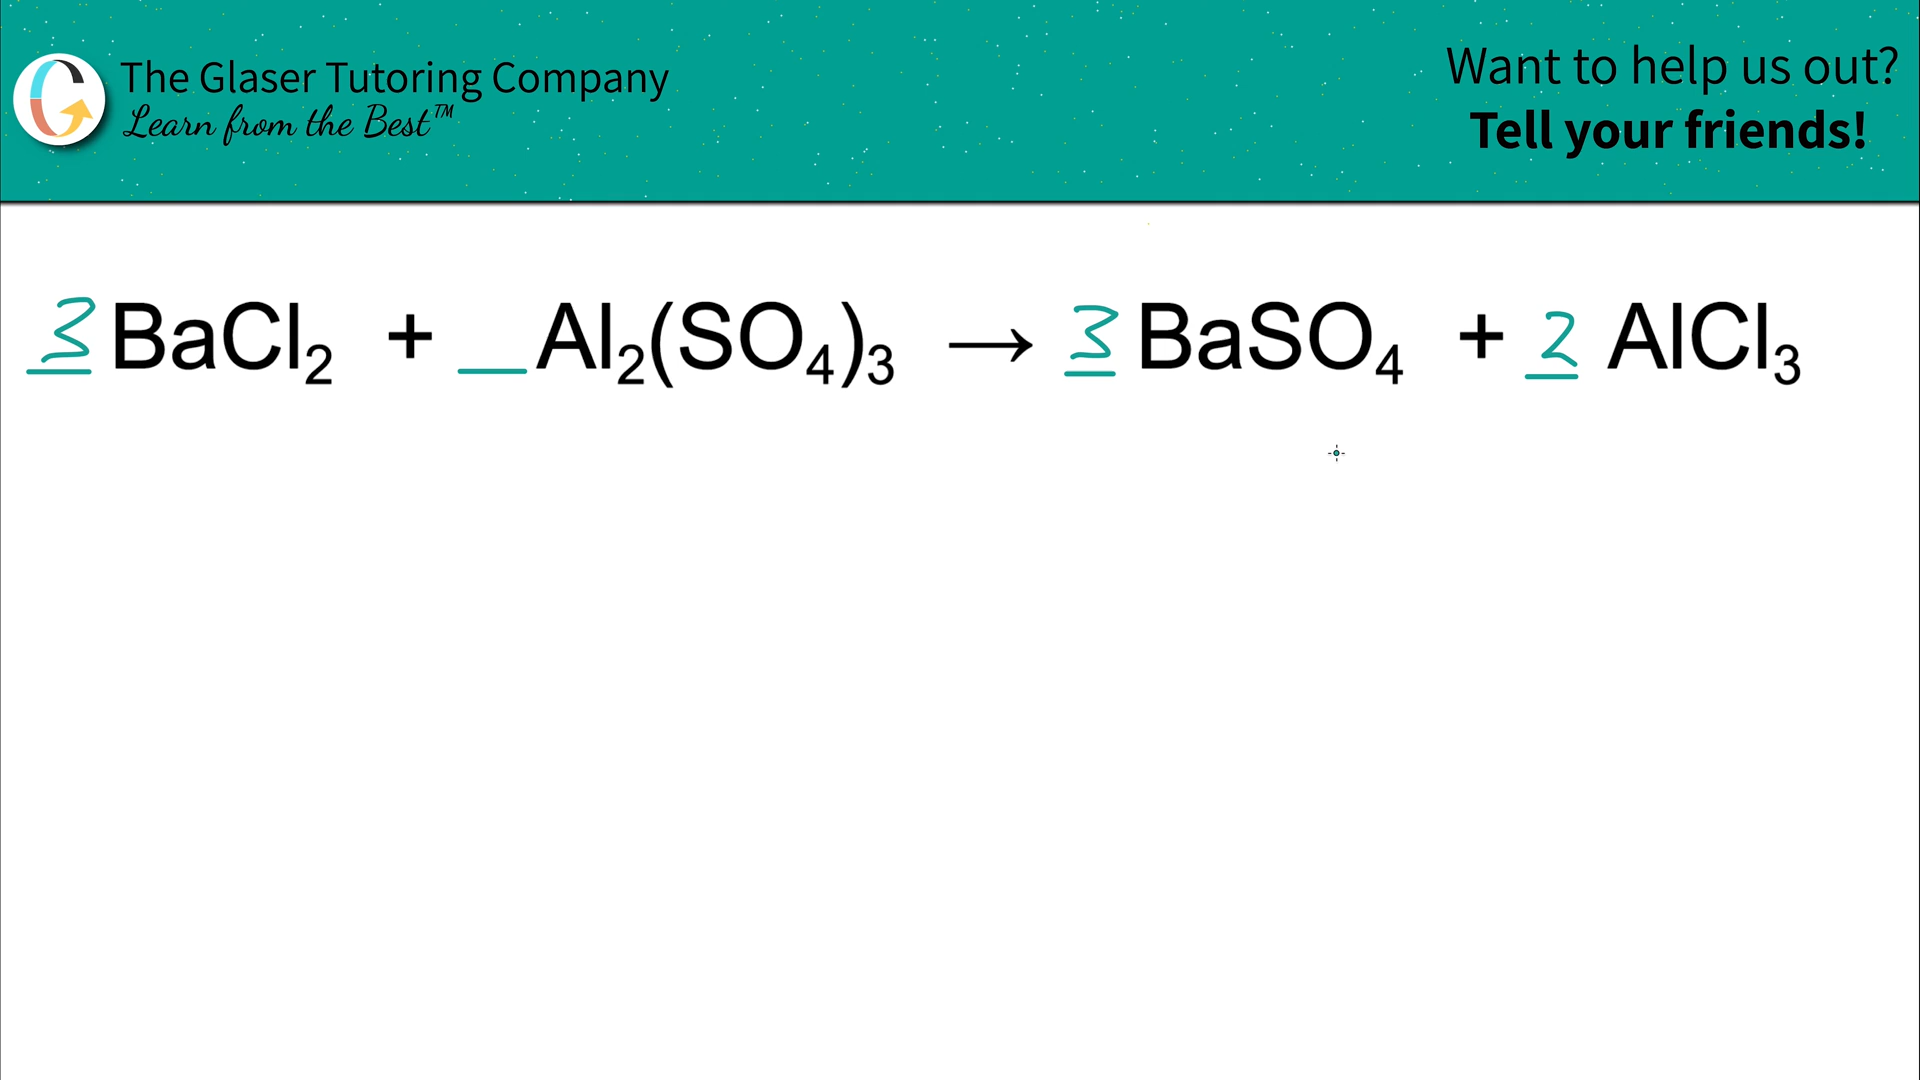 The Glaser Tutoring Company
Learn from the Best™
Want to help us out?
Tell your friends!
3 BaCl₂ + __ Al₂(SO₄)₃ → 3 BaSO₄ + 2 AlCl₃